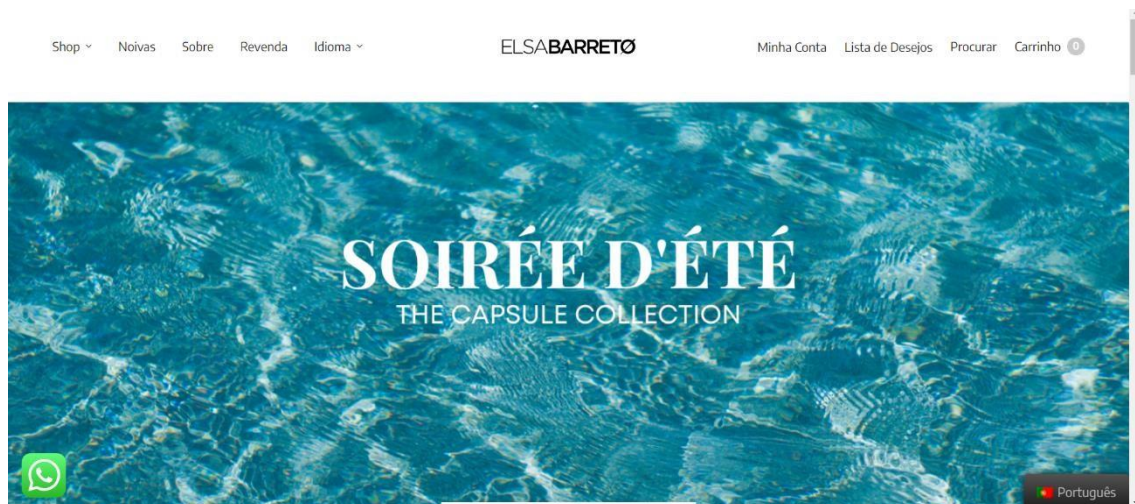 Shop Noivas Sobre Revenda Idioma ELSABARRETØ Minha Conta Lista de Desejos Procurar Carrinho 0
SOIRÉE D'ÉTÉ
THE CAPSULE COLLECTION
Português